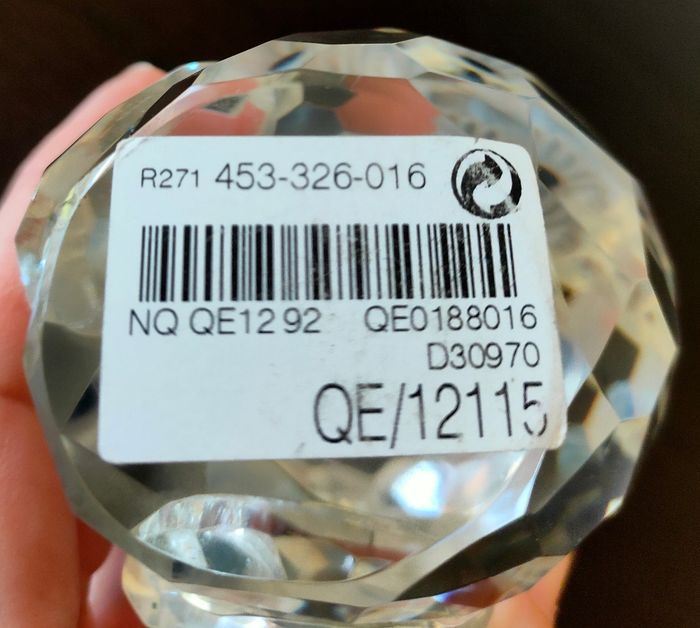 R271 453-326-016
NQ QE12 92 QE0188016
D30970
QE/12115